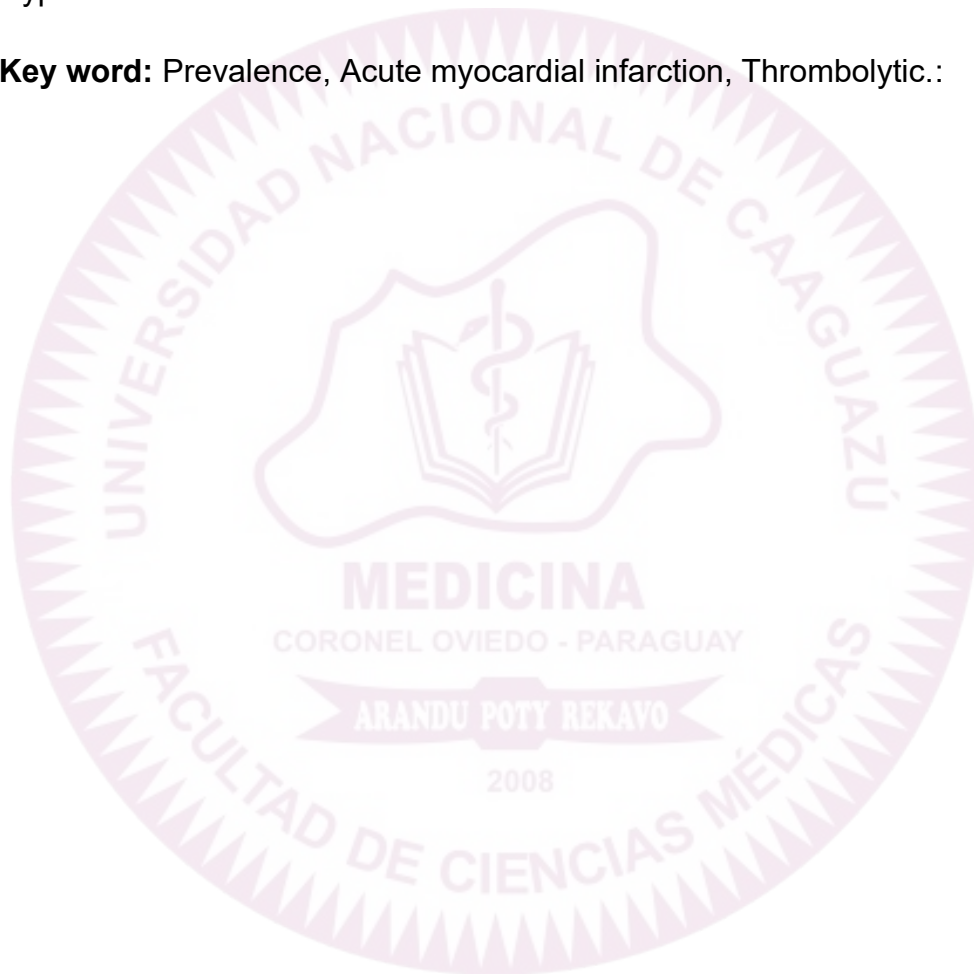 Key word: Prevalence, Acute myocardial infarction, Thrombolytic.:
UNIVERSIDAD NACIONAL DE CAAGUAZÚ
MEDICINA
CORONEL OVIEDO - PARAGUAY
ARANDU POTY REKAVO
2008
FACULTAD DE CIENCIAS MÉDICAS